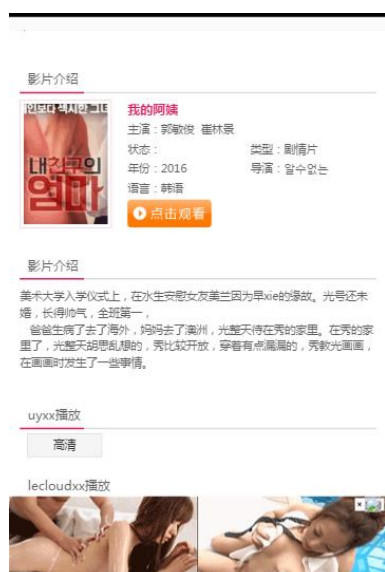 影片介绍
인보다 섹시한 그녀
내친구의
엄마
我的阿姨
主演：郭敏俊 崔林景
状态： 类型：剧情片
年份：2016 导演：알수없는
语言：韩语
点击观看
影片介绍
美术大学入学仪式上，在水生安慰女友美兰因为早xie的缘故。光号还未
婚，长得帅气，全班第一，
爸爸生病了去了海外，妈妈去了澳州，光整天待在秀的家里。在秀的家
里了，光整天胡思乱想的，秀比较开放，穿着有点漏漏的，秀教光画画，
在画画时发生了一些事情。
uyxx播放
高清
lecloudxx播放